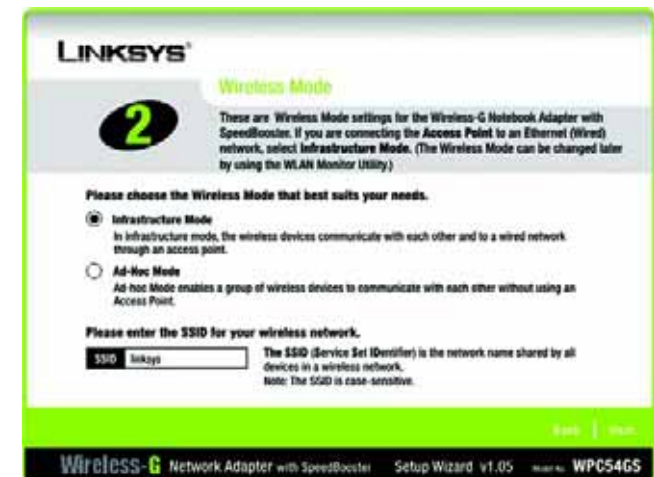 LINKSYS®
Wireless Mode
2
These are Wireless Mode settings for the Wireless-G Notebook Adapter with
SpeedBooster. If you are connecting the Access Point to an Ethernet (Wired)
network, select Infrastructure Mode. (The Wireless Mode can be changed later
by using the WLAN Monitor Utility.)
Please choose the Wireless Mode that best suits your needs.
Infrastructure Mode
In infrastructure mode, the wireless devices communicate with each other and to a wired network
through an access point.
Ad-Hoc Mode
Ad-hoc Mode enables a group of wireless devices to communicate with each other without using an
Access Point.
Please enter the SSID for your wireless network.
SSID linksys
The SSID (Service Set IDentifier) is the network name shared by all
devices in a wireless network.
Note: The SSID is case-sensitive.
Back | Next
Wireless-G Network Adapter with SpeedBooster Setup Wizard v1.05 Model No. WPC54GS